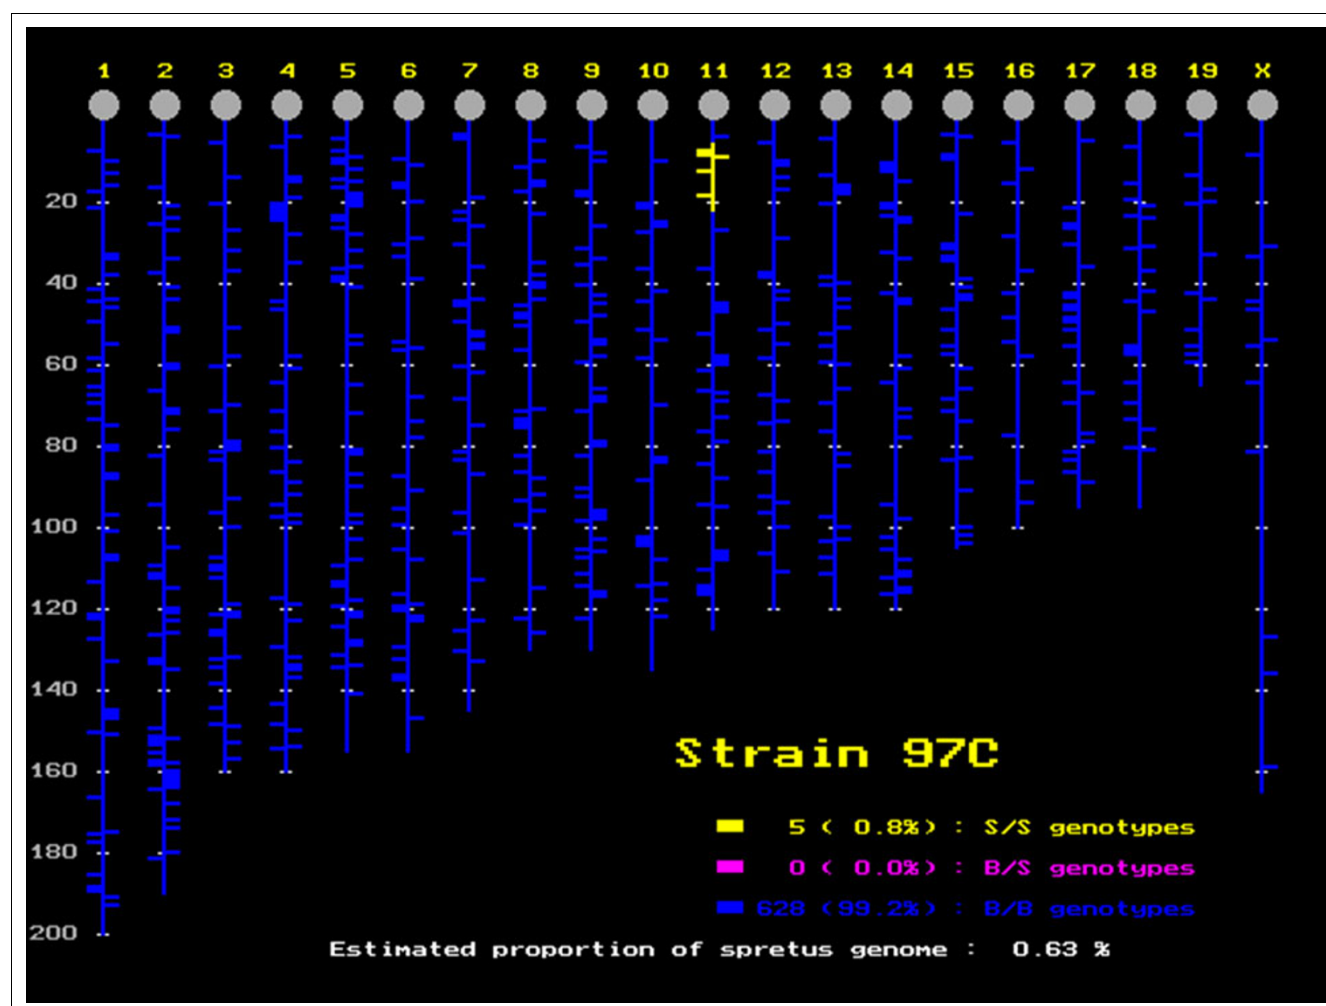 1 2 3 4 5 6 7 8 9 10 11 12 13 14 15 16 17 18 19 X
20
40
60
80
100
120
140
Strain 97C
160
5 ( 0.8%) : S/S genotypes
180
0 ( 0.0%) : B/S genotypes
628 (99.2%) : B/B genotypes
200
Estimated proportion of spretus genome : 0.63 %